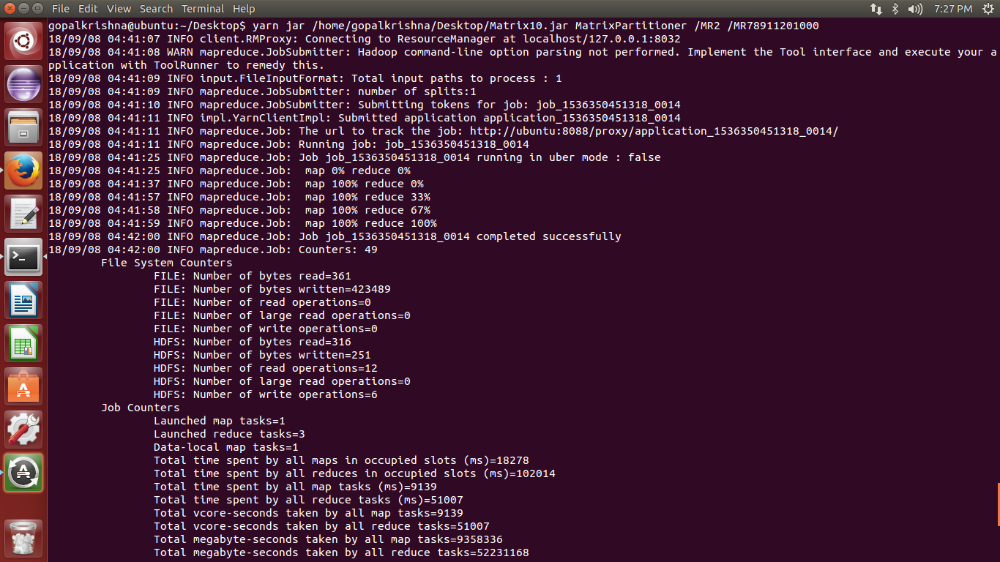 File Edit View Search Terminal Help 7:27 PM
gopalkrishna@ubuntu:~/Desktop$ yarn jar /home/gopalkrishna/Desktop/Matrix10.jar MatrixPartitioner /MR2 /MR78911201000
18/09/08 04:41:07 INFO client.RMProxy: Connecting to ResourceManager at localhost/127.0.0.1:8032
18/09/08 04:41:08 WARN mapreduce.JobSubmitter: Hadoop command-line option parsing not performed. Implement the Tool interface and execute your a
pplication with ToolRunner to remedy this.
18/09/08 04:41:09 INFO input.FileInputFormat: Total input paths to process : 1
18/09/08 04:41:09 INFO mapreduce.JobSubmitter: number of splits:1
18/09/08 04:41:10 INFO mapreduce.JobSubmitter: Submitting tokens for job: job_1536350451318_0014
18/09/08 04:41:11 INFO impl.YarnClientImpl: Submitted application application_1536350451318_0014
18/09/08 04:41:11 INFO mapreduce.Job: The url to track the job: http://ubuntu:8088/proxy/application_1536350451318_0014/
18/09/08 04:41:11 INFO mapreduce.Job: Running job: job_1536350451318_0014
18/09/08 04:41:25 INFO mapreduce.Job: Job job_1536350451318_0014 running in uber mode : false
18/09/08 04:41:25 INFO mapreduce.Job:  map 0% reduce 0%
18/09/08 04:41:37 INFO mapreduce.Job:  map 100% reduce 0%
18/09/08 04:41:57 INFO mapreduce.Job:  map 100% reduce 33%
18/09/08 04:41:58 INFO mapreduce.Job:  map 100% reduce 67%
18/09/08 04:41:59 INFO mapreduce.Job:  map 100% reduce 100%
18/09/08 04:42:00 INFO mapreduce.Job: Job job_1536350451318_0014 completed successfully
18/09/08 04:42:00 INFO mapreduce.Job: Counters: 49
File System Counters
FILE: Number of bytes read=361
FILE: Number of bytes written=423489
FILE: Number of read operations=0
FILE: Number of large read operations=0
FILE: Number of write operations=0
HDFS: Number of bytes read=316
HDFS: Number of bytes written=251
HDFS: Number of read operations=12
HDFS: Number of large read operations=0
HDFS: Number of write operations=6
Job Counters
Launched map tasks=1
Launched reduce tasks=3
Data-local map tasks=1
Total time spent by all maps in occupied slots (ms)=18278
Total time spent by all reduces in occupied slots (ms)=102014
Total time spent by all map tasks (ms)=9139
Total time spent by all reduce tasks (ms)=51007
Total vcore-seconds taken by all map tasks=9139
Total vcore-seconds taken by all reduce tasks=51007
Total megabyte-seconds taken by all map tasks=9358336
Total megabyte-seconds taken by all reduce tasks=52231168